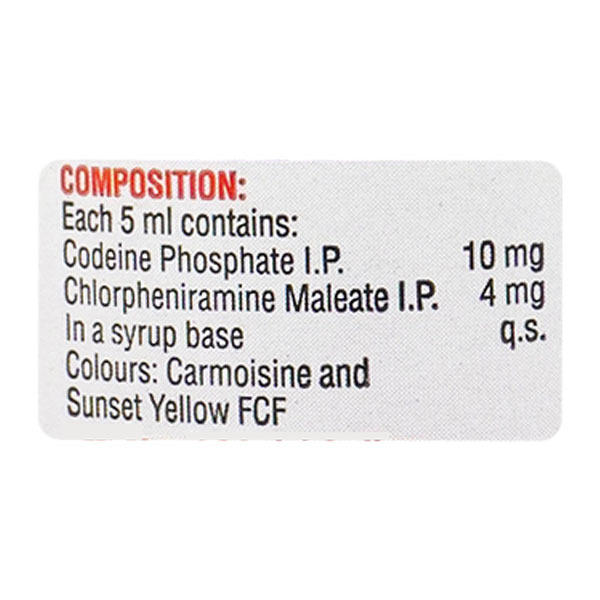 COMPOSITION:
Each 5 ml contains:
Codeine Phosphate I.P. 10 mg
Chlorpheniramine Maleate I.P. 4 mg
In a syrup base q.s.
Colours: Carmoisine and
Sunset Yellow FCF